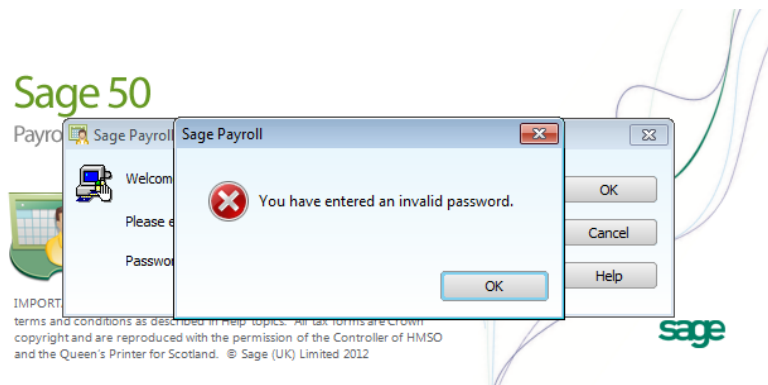 Sage 50
Payro
Sage Payroll
Sage Payroll
Welcom
You have entered an invalid password.
OK
Please e
Cancel
Passwor
OK
Help
IMPORT
terms and conditions as described in Help topics. All tax forms are Crown
copyright and are reproduced with the permission of the Controller of HMSO
and the Queen's Printer for Scotland. © Sage (UK) Limited 2012
sage